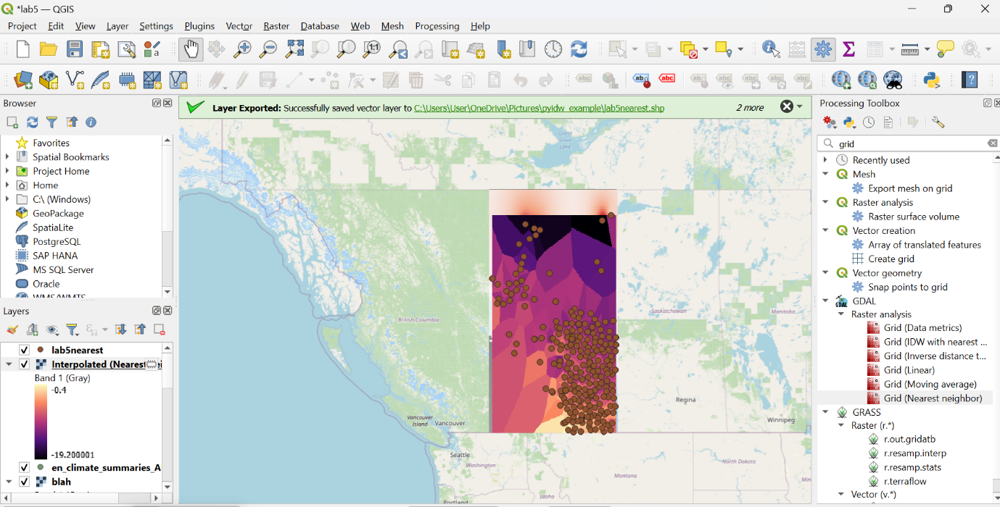 *lab5 — QGIS
Project Edit View Layer Settings Plugins Vector Raster Database Web Mesh Processing Help
Browser
Favorites
Spatial Bookmarks
Project Home
Home
C:\ (Windows)
GeoPackage
SpatiaLite
PostgreSQL
SAP HANA
MS SQL Server
Oracle
WMS/WMTS
Layers
lab5nearest
Interpolated (Nearest
Band 1 (Gray)
-0.4
-19.200001
en_climate_summaries_A
blah
Layer Exported: Successfully saved vector layer to C:\Users\User\OneDrive\Pictures\pyidw_example\lab5nearest.shp 2 more
Great
Slave
Lake
British Columbia
Saskatchewan
Manitoba
Regina
Winnipeg
Vancouver
Island
Vancouver
Seattle
Washington
North Dakota
Montana
Idaho
Portland
Processing Toolbox
grid
Recently used
Mesh
Export mesh on grid
Raster analysis
Raster surface volume
Vector creation
Array of translated features
Create grid
Vector geometry
Snap points to grid
GDAL
Raster analysis
Grid (Data metrics)
Grid (IDW with nearest ...
Grid (Inverse distance t...
Grid (Linear)
Grid (Moving average)
Grid (Nearest neighbor)
GRASS
Raster (r.*)
r.out.gridatb
r.resamp.interp
r.resamp.stats
r.terraflow
Vector (v.*)